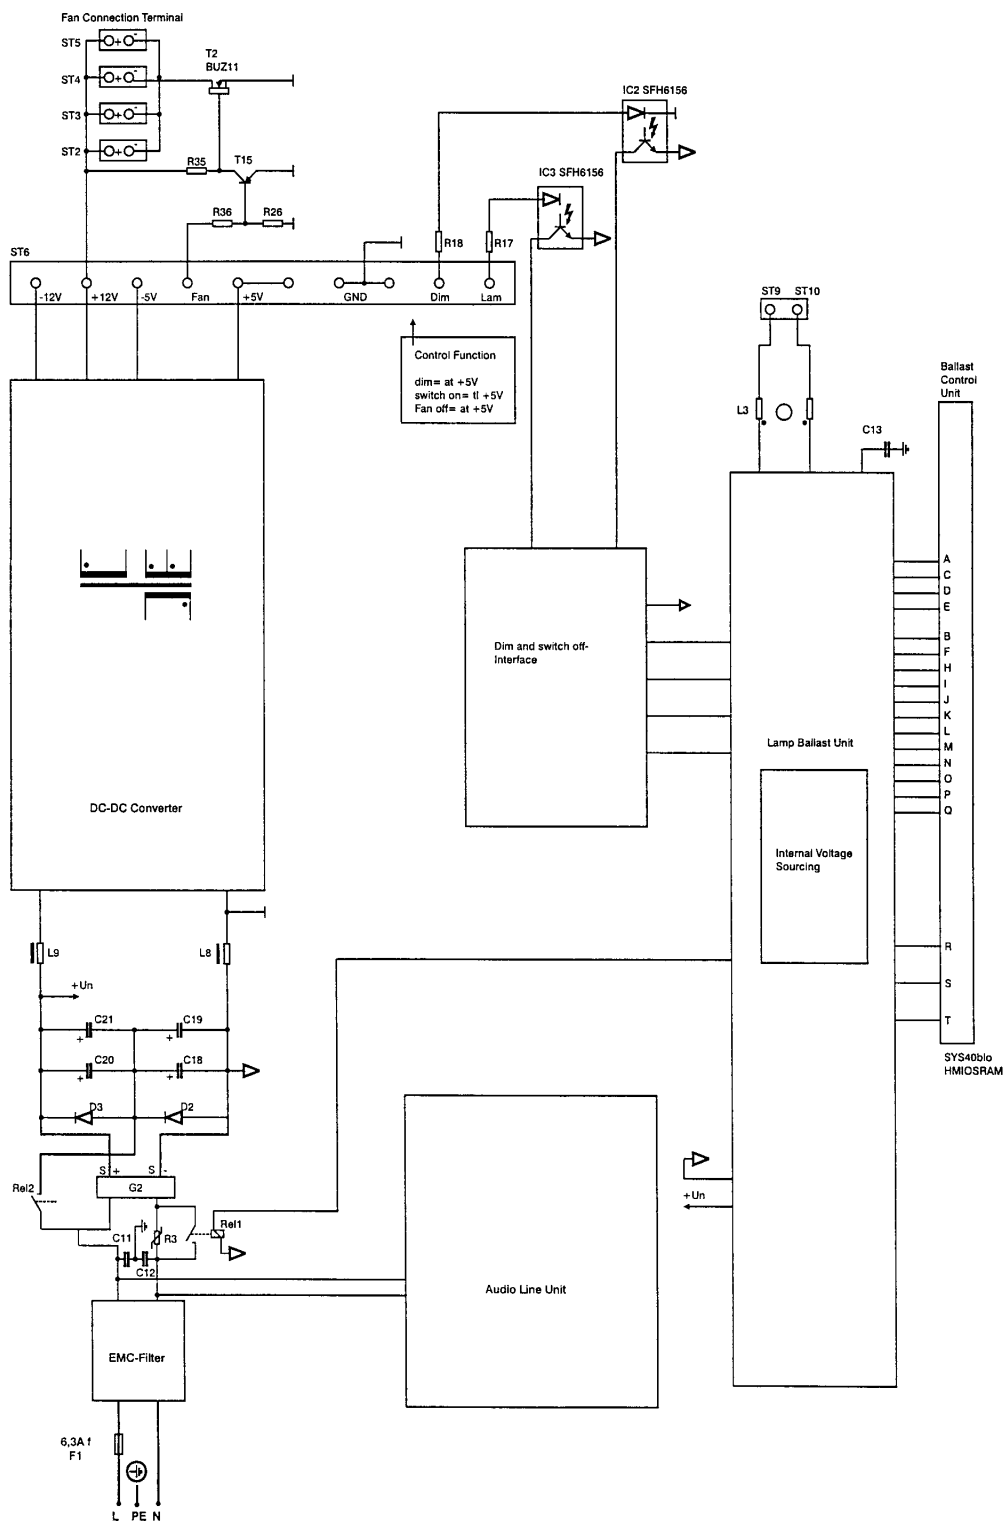 Fan Connection Terminal
ST5
+
-
T2
BUZ11
ST4
+
-
ST3
+
-
ST2
+
-
R35
T15
R36
R26
IC2 SFH6156
IC3 SFH6156
R18
R17
ST6
-12V
+12V
-5V
Fan
+5V
GND
Dim
Lam
Control Function
dim= at +5V
switch on= tl +5V
Fan off= at +5V
ST9
ST10
L3
C13
Ballast
Control
Unit
A
C
D
E
B
F
H
I
J
K
L
M
N
O
P
Q
R
S
T
SYS40blo
HMIOSRAM
Dim and switch off-
Interface
Lamp Ballast Unit
Internal Voltage
Sourcing
DC-DC Converter
L9
L8
+Un
C21
+
C19
+
C20
+
C18
+
D3
D2
S +
S -
G2
Rel2
Rel1
R3
C11
C12
+Un
Audio Line Unit
EMC-Filter
6,3A f
F1
L
PE
N